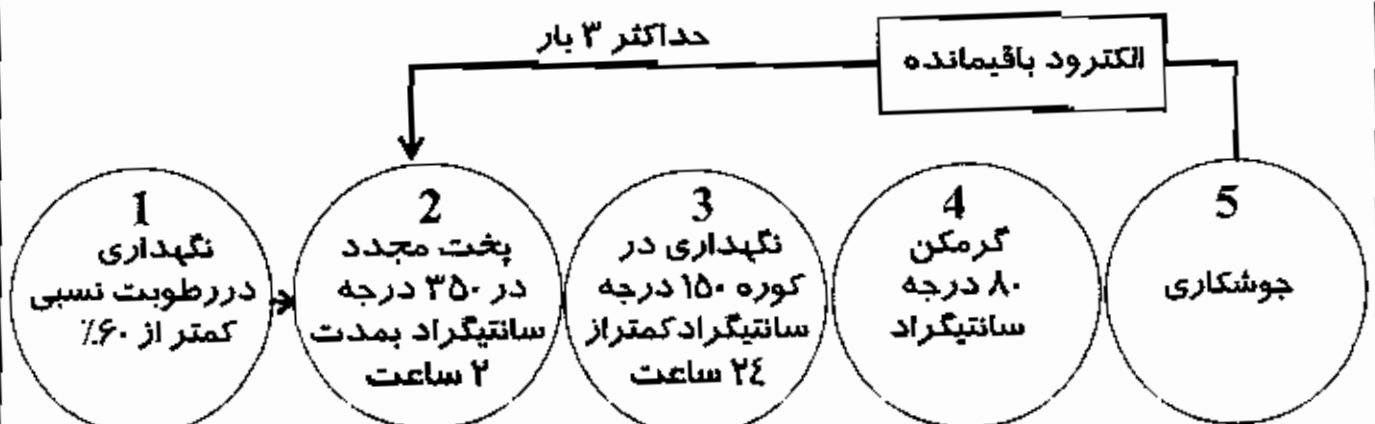 حداکثر ۳ بار
الکترود باقیمانده
1
نگهداری
دررطوبت نسبی
کمتر از ۶۰٪
2
پخت مجدد
در ۳۵۰ درجه
سانتیگراد بمدت
۲ ساعت
3
نگهداری در
کوره ۱۵۰ درجه
سانتیگراد کمتراز
۲٤ ساعت
4
گرمکن
۸۰ درجه
سانتیگراد
5
جوشکاری